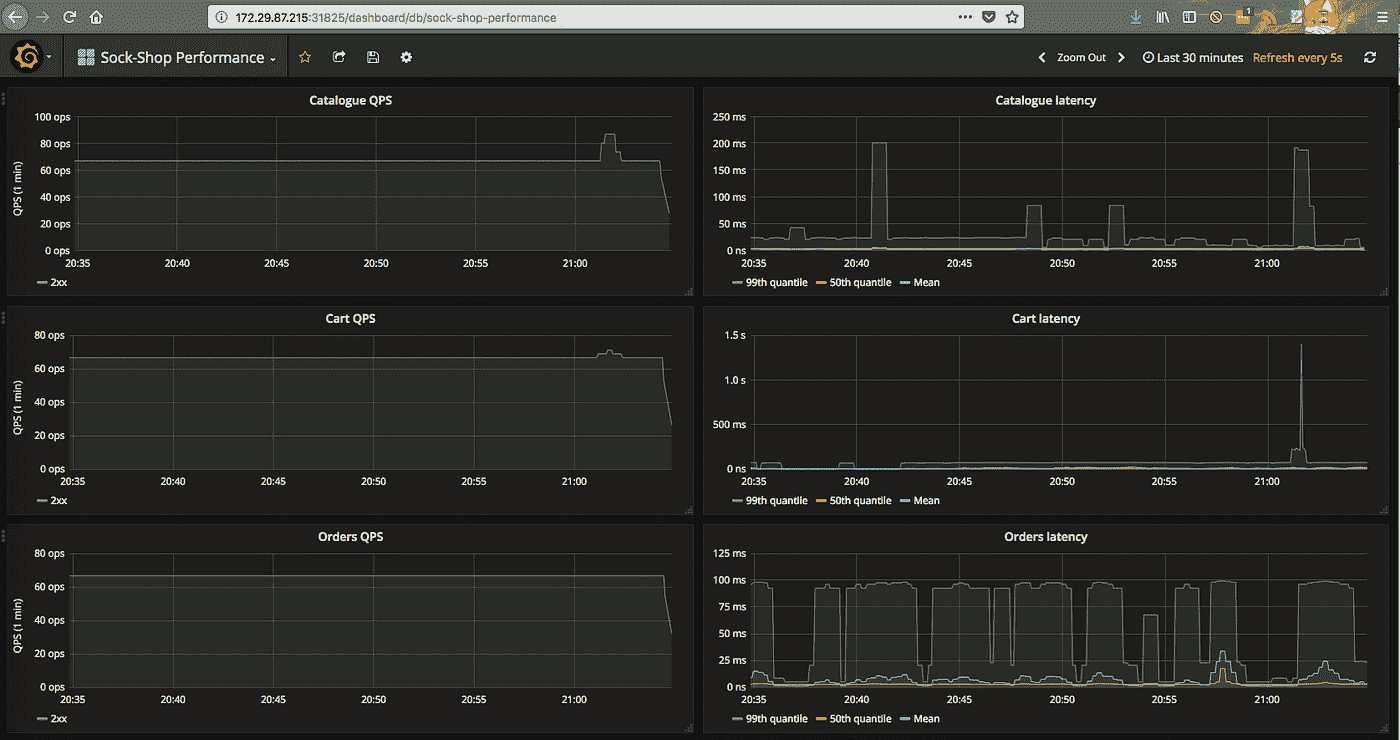 172.29.87.215:31825/dashboard/db/sock-shop-performance
1
Sock-Shop Performance
Zoom Out Last 30 minutes Refresh every 5s
Catalogue QPS
QPS (1 min)
100 ops
80 ops
60 ops
40 ops
20 ops
0 ops
20:35 20:40 20:45 20:50 20:55 21:00
2xx
Catalogue latency
250 ms
200 ms
150 ms
100 ms
50 ms
0 ns
20:35 20:40 20:45 20:50 20:55 21:00
99th quantile 50th quantile Mean
Cart QPS
QPS (1 min)
80 ops
60 ops
40 ops
20 ops
0 ops
20:35 20:40 20:45 20:50 20:55 21:00
2xx
Cart latency
1.5 s
1.0 s
500 ms
0 ns
20:35 20:40 20:45 20:50 20:55 21:00
99th quantile 50th quantile Mean
Orders QPS
QPS (1 min)
80 ops
60 ops
40 ops
20 ops
0 ops
20:35 20:40 20:45 20:50 20:55 21:00
2xx
Orders latency
125 ms
100 ms
75 ms
50 ms
25 ms
0 ns
20:35 20:40 20:45 20:50 20:55 21:00
99th quantile 50th quantile Mean